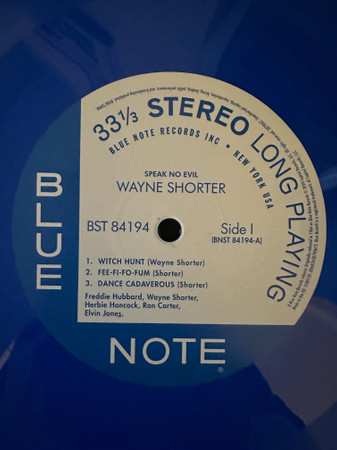 33 1/3 STEREO LONG PLAYING
BLUE NOTE RECORDS INC • NEW YORK USA
SPEAK NO EVIL
WAYNE SHORTER
BST 84194
Side I
(BNST 84194-A)
1. WITCH HUNT (Wayne Shorter)
2. FEE-FI-FO-FUM (Shorter)
3. DANCE CADAVEROUS (Shorter)
Freddie Hubbard, Wayne Shorter,
Herbie Hancock, Ron Carter,
Elvin Jones.
BLUE
NOTE